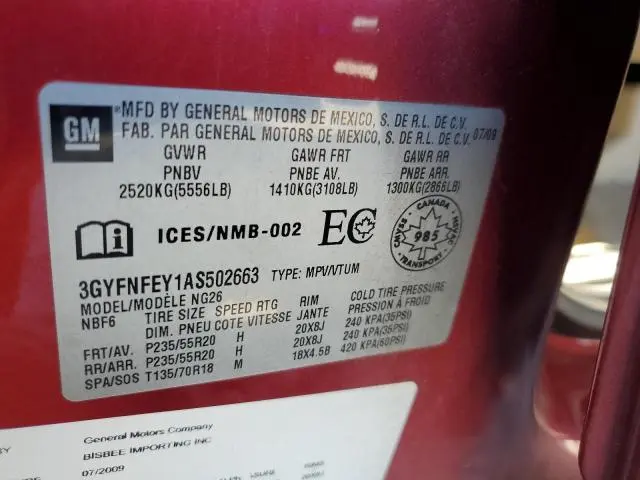 GM
MFD BY GENERAL MOTORS DE MEXICO, S. DE R.L. DE C.V.
FAB. PAR GENERAL MOTORS DE MEXICO, S. DE R.L. DE C.V. 07/09
GVWR GAWR FRT GAWR RR
PNBV PNBE AV. PNBE ARR.
2520KG(5556LB) 1410KG(3108LB) 1300KG(2866LB)
ICES/NMB-002 EC
CANADA
985
3GYFNFEY1AS502663 TYPE: MPV/VTUM
MODEL/MODÈLE NG26
NBF6 TIRE SIZE SPEED RTG RIM COLD TIRE PRESSURE
DIM. PNEU COTE VITESSE JANTE PRESSION À FROID
FRT/AV. P235/55R20 H 20X8J 240 KPA(35PSI)
RR/ARR. P235/55R20 H 20X8J 240 KPA(35PSI)
SPA/SOS T135/70R18 M 18X4.5B 420 KPA(60PSI)
General Motors Company
BISBEE IMPORTING INC
07/2009